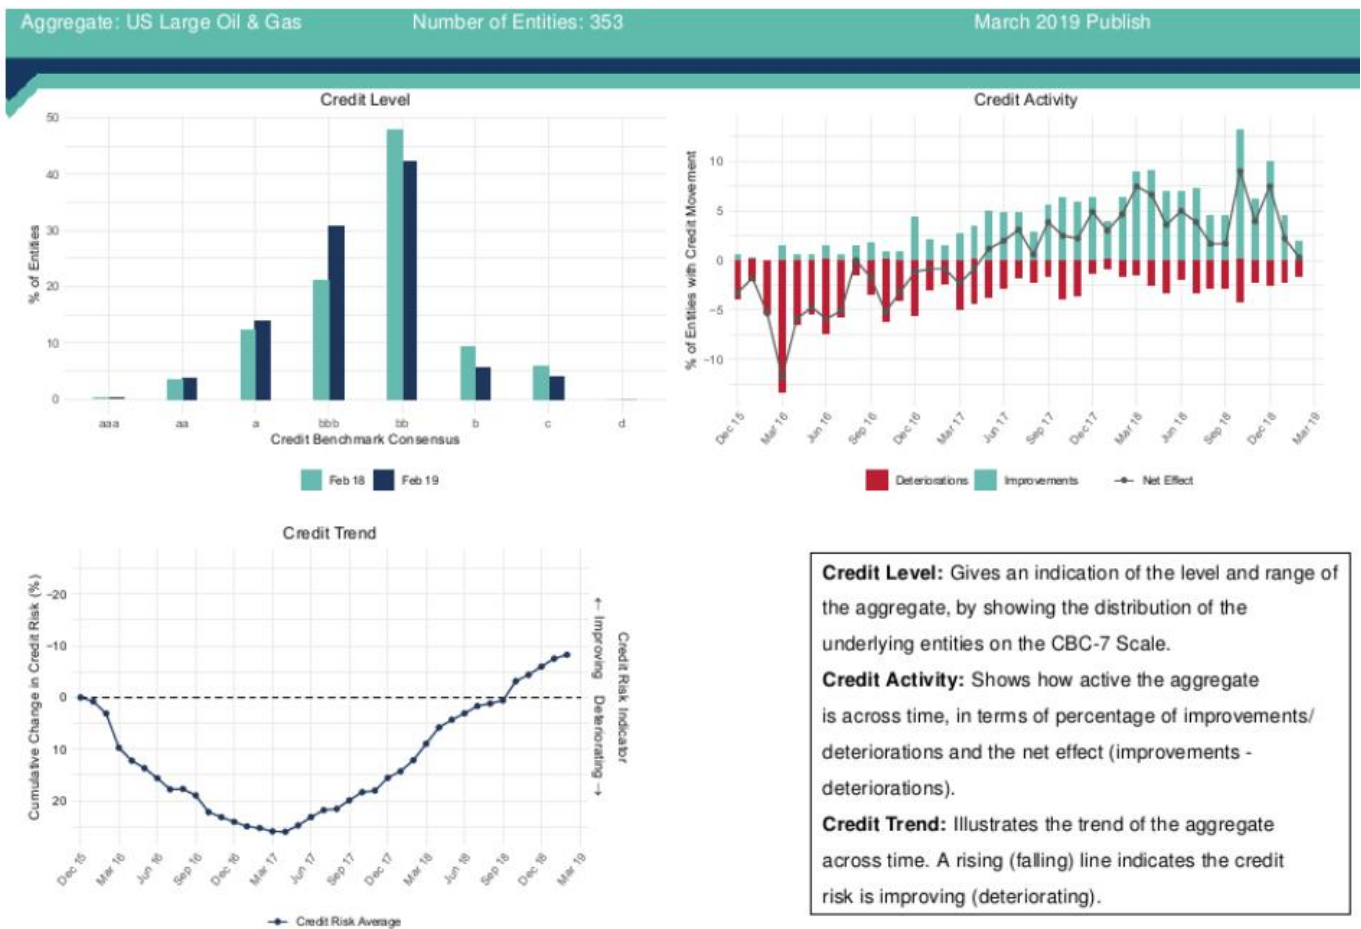 Aggregate: US Large Oil & Gas Number of Entities: 353 March 2019 Publish
Credit Level
% of Entities
50
40
30
20
10
0
aaa aa a bbb bb b c d
Credit Benchmark Consensus
Feb 18 Feb 19
Credit Activity
% of Entities with Credit Movement
10
5
0
−5
−10
Dec 15 Mar 16 Jun 16 Sep 16 Dec 16 Mar 17 Jun 17 Sep 17 Dec 17 Mar 18 Jun 18 Sep 18 Dec 18 Mar 19
Deteriorations Improvements Net Effect
Credit Trend
Cumulative Change in Credit Risk (%)
−20
−10
0
10
20
Dec 15 Mar 16 Jun 16 Sep 16 Dec 16 Mar 17 Jun 17 Sep 17 Dec 17 Mar 18 Jun 18 Sep 18 Dec 18 Mar 19
Credit Risk Indicator
← Improving Deteriorating →
Credit Risk Average
Credit Level: Gives an indication of the level and range of
the aggregate, by showing the distribution of the
underlying entities on the CBC-7 Scale.
Credit Activity: Shows how active the aggregate
is across time, in terms of percentage of improvements/
deteriorations and the net effect (improvements -
deteriorations).
Credit Trend: Illustrates the trend of the aggregate
across time. A rising (falling) line indicates the credit
risk is improving (deteriorating).